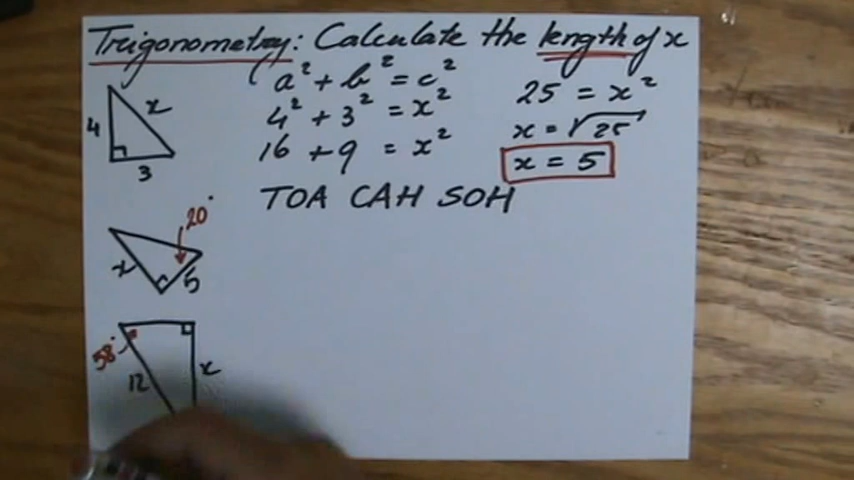 Trigonometry: Calculate the length of x
a² + b² = c²
4² + 3² = x²
16 + 9 = x²
25 = x²
x = √25
x = 5
4
x
3
TOA CAH SOH
20°
x
5
58°
12
x